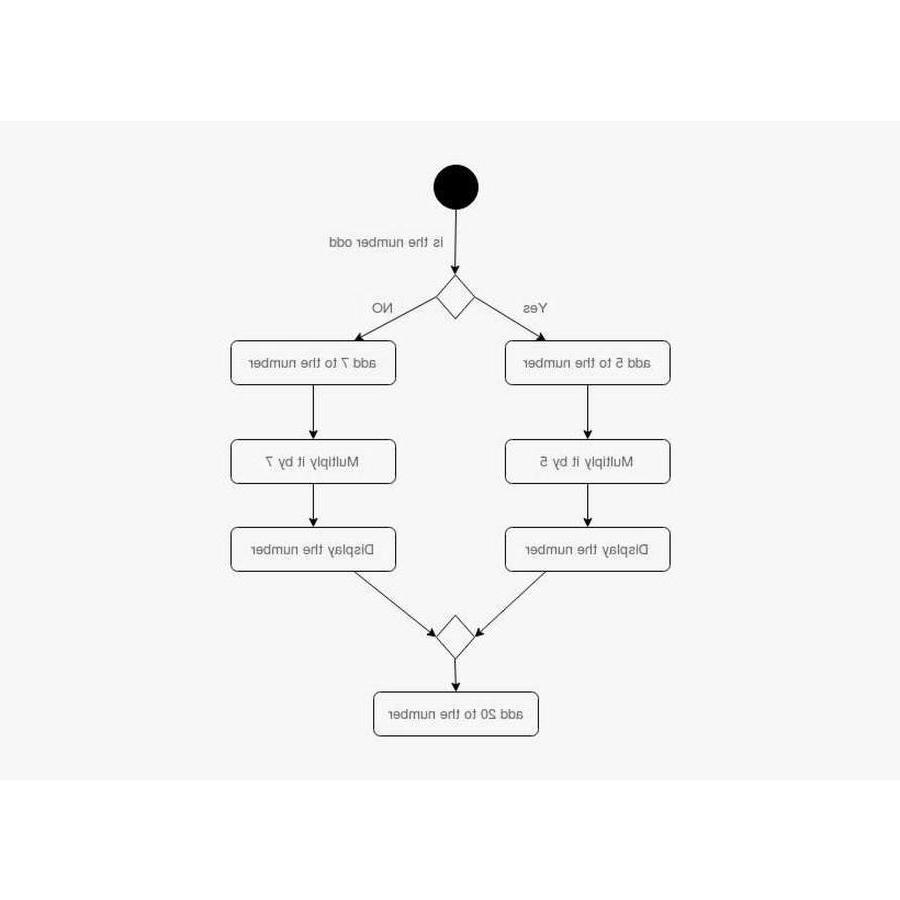 is the number odd
Yes
NO
add 5 to the number
add 7 to the number
Multiply it by 5
Multiply it by 7
Display the number
Display the number
add 20 to the number